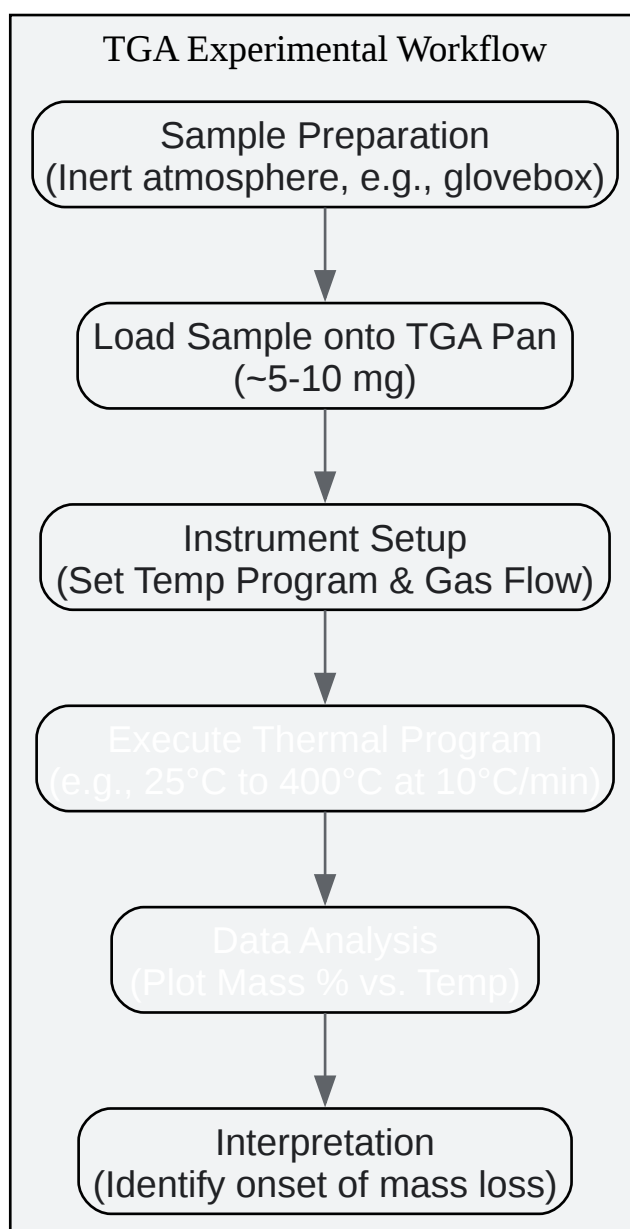 TGA Experimental Workflow
Sample Preparation
(Inert atmosphere, e.g., glovebox)
Load Sample onto TGA Pan
(~5-10 mg)
Instrument Setup
(Set Temp Program & Gas Flow)
Execute Thermal Program
(e.g., 25°C to 400°C at 10°C/min)
Data Analysis
(Plot Mass % vs. Temp)
Interpretation
(Identify onset of mass loss)